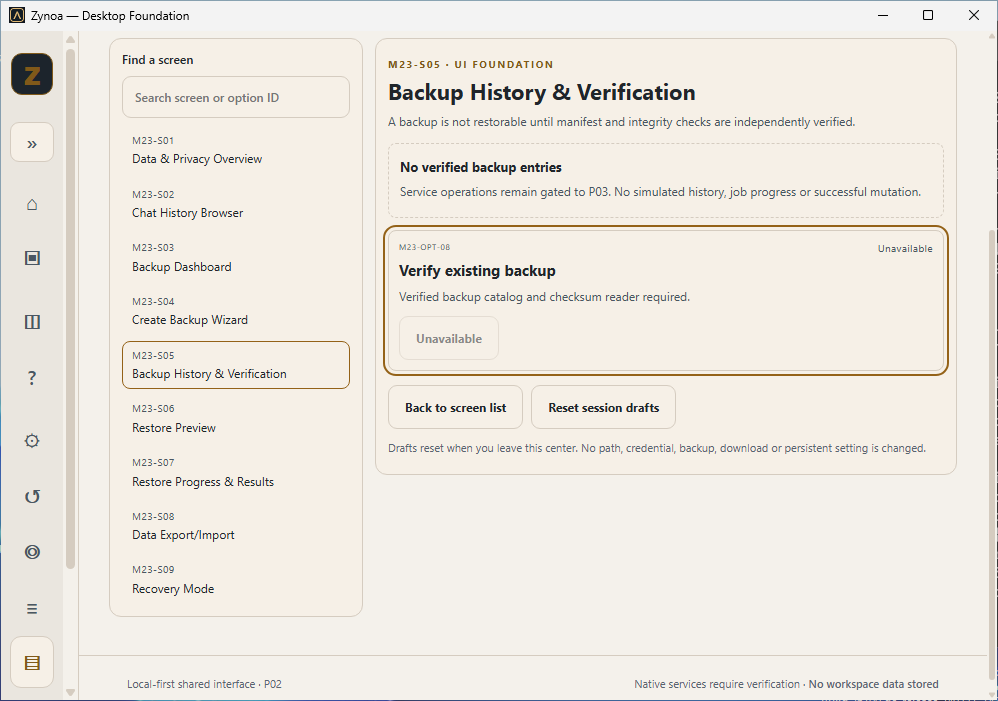 Zynoa — Desktop Foundation
Z
»
?
Find a screen
Search screen or option ID
M23-S01
Data & Privacy Overview
M23-S02
Chat History Browser
M23-S03
Backup Dashboard
M23-S04
Create Backup Wizard
M23-S05
Backup History & Verification
M23-S06
Restore Preview
M23-S07
Restore Progress & Results
M23-S08
Data Export/Import
M23-S09
Recovery Mode
M23-S05 · UI FOUNDATION
Backup History & Verification
A backup is not restorable until manifest and integrity checks are independently verified.
No verified backup entries
Service operations remain gated to P03. No simulated history, job progress or successful mutation.
M23-OPT-08
Unavailable
Verify existing backup
Verified backup catalog and checksum reader required.
Unavailable
Back to screen list
Reset session drafts
Drafts reset when you leave this center. No path, credential, backup, download or persistent setting is changed.
Local-first shared interface · P02
Native services require verification · No workspace data stored